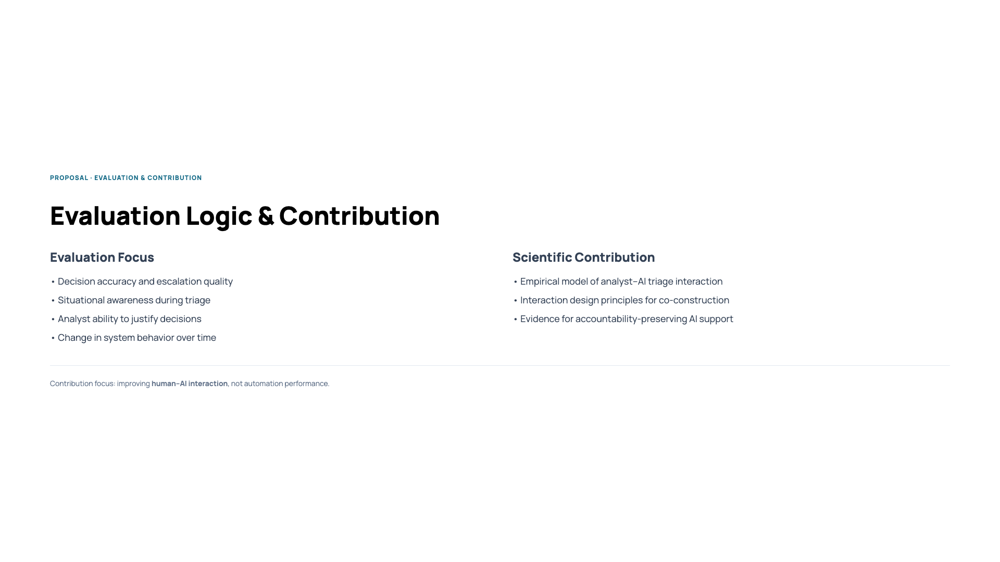 PROPOSAL · EVALUATION & CONTRIBUTION
Evaluation Logic & Contribution
Evaluation Focus
• Decision accuracy and escalation quality
• Situational awareness during triage
• Analyst ability to justify decisions
• Change in system behavior over time
Scientific Contribution
• Empirical model of analyst–AI triage interaction
• Interaction design principles for co-construction
• Evidence for accountability-preserving AI support
Contribution focus: improving human–AI interaction, not automation performance.